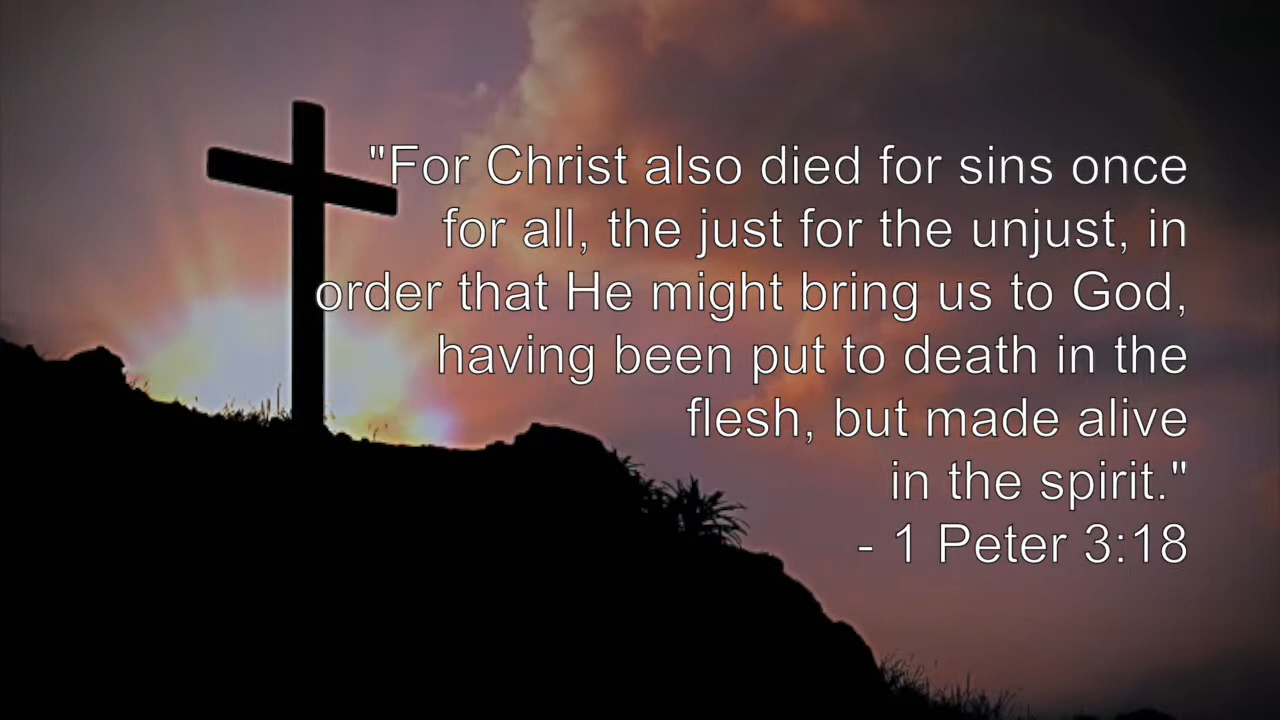 "For Christ also died for sins once
for all, the just for the unjust, in
order that He might bring us to God,
having been put to death in the
flesh, but made alive
in the spirit."
- 1 Peter 3:18